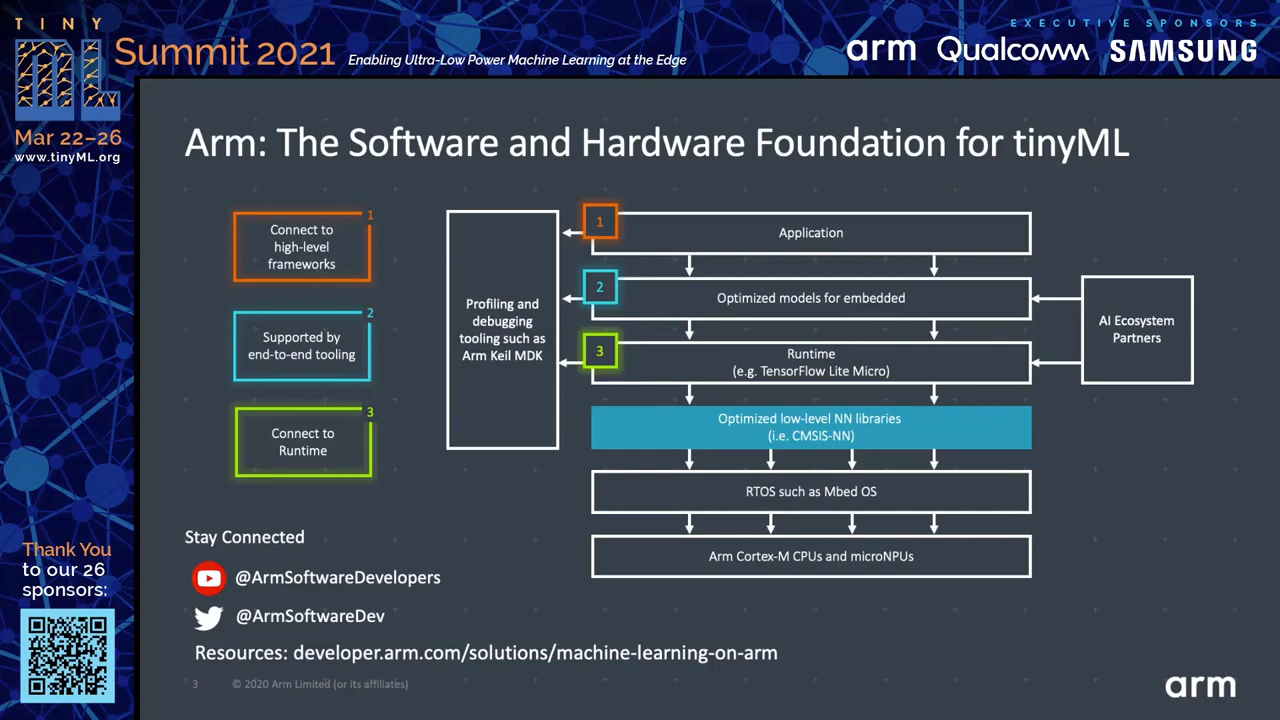 TINY
ML
Summit 2021
Enabling Ultra-Low Power Machine Learning at the Edge
EXECUTIVE SPONSORS
arm Qualcomm SAMSUNG
Mar 22–26
www.tinyML.org
Arm: The Software and Hardware Foundation for tinyML
1
Connect to
high-level
frameworks
2
Supported by
end-to-end tooling
3
Connect to
Runtime
Profiling and
debugging
tooling such as
Arm Keil MDK
1
Application
2
Optimized models for embedded
3
Runtime
(e.g. TensorFlow Lite Micro)
Optimized low-level NN libraries
(i.e. CMSIS-NN)
RTOS such as Mbed OS
Arm Cortex-M CPUs and microNPUs
AI Ecosystem
Partners
Stay Connected
@ArmSoftwareDevelopers
@ArmSoftwareDev
Resources: developer.arm.com/solutions/machine-learning-on-arm
3 © 2020 Arm Limited (or its affiliates)
arm
Thank You
to our 26
sponsors: